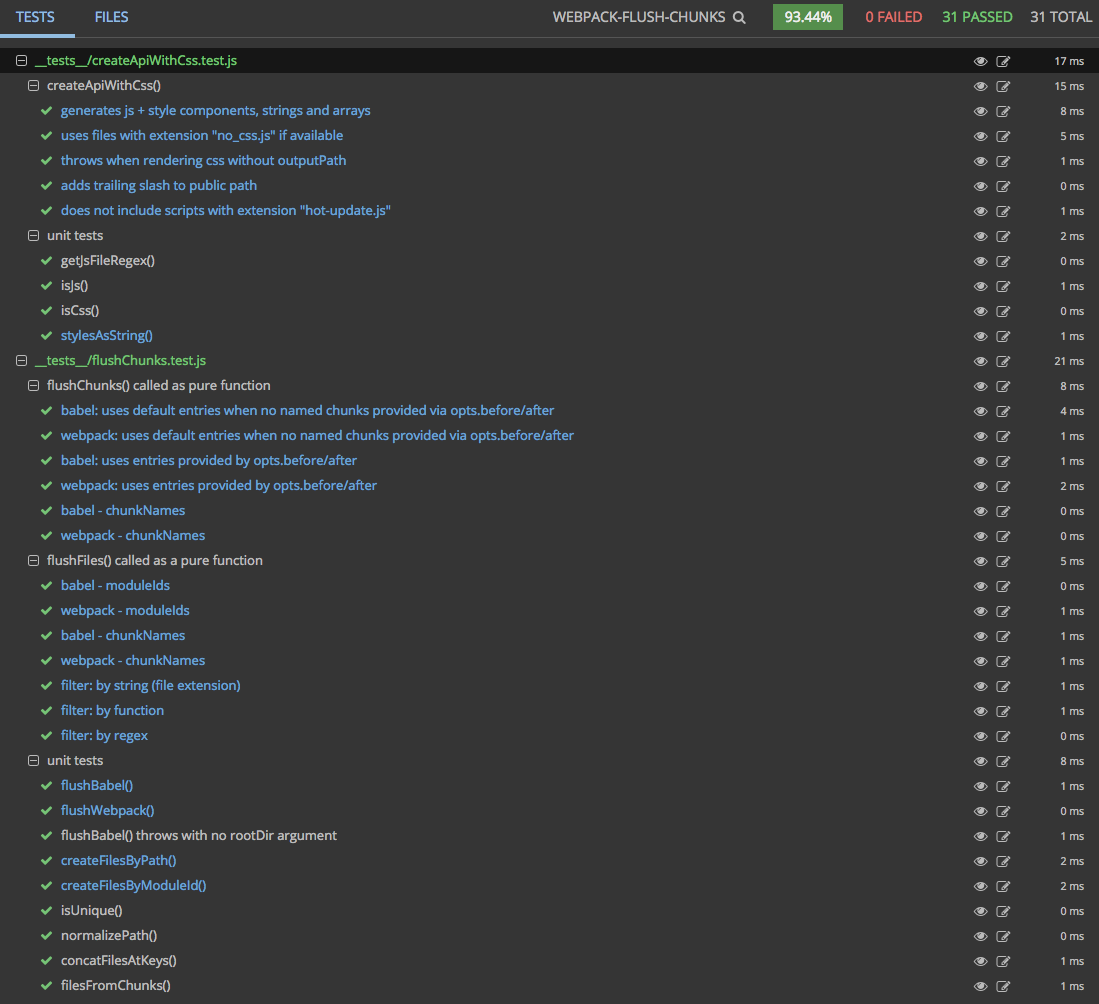 TESTS FILES WEBPACK-FLUSH-CHUNKS 93.44% 0 FAILED 31 PASSED 31 TOTAL
__tests__/createApiWithCss.test.js 17 ms
createApiWithCss() 15 ms
generates js + style components, strings and arrays 8 ms
uses files with extension "no_css.js" if available 5 ms
throws when rendering css without outputPath 1 ms
adds trailing slash to public path 0 ms
does not include scripts with extension "hot-update.js" 1 ms
unit tests 2 ms
getJsFileRegex() 0 ms
isJs() 1 ms
isCss() 0 ms
stylesAsString() 1 ms
__tests__/flushChunks.test.js 21 ms
flushChunks() called as pure function 8 ms
babel: uses default entries when no named chunks provided via opts.before/after 4 ms
webpack: uses default entries when no named chunks provided via opts.before/after 1 ms
babel: uses entries provided by opts.before/after 1 ms
webpack: uses entries provided by opts.before/after 2 ms
babel - chunkNames 0 ms
webpack - chunkNames 0 ms
flushFiles() called as a pure function 5 ms
babel - moduleIds 0 ms
webpack - moduleIds 1 ms
babel - chunkNames 1 ms
webpack - chunkNames 1 ms
filter: by string (file extension) 1 ms
filter: by function 1 ms
filter: by regex 0 ms
unit tests 8 ms
flushBabel() 1 ms
flushWebpack() 0 ms
flushBabel() throws with no rootDir argument 1 ms
createFilesByPath() 2 ms
createFilesByModuleId() 2 ms
isUnique() 0 ms
normalizePath() 0 ms
concatFilesAtKeys() 1 ms
filesFromChunks() 1 ms